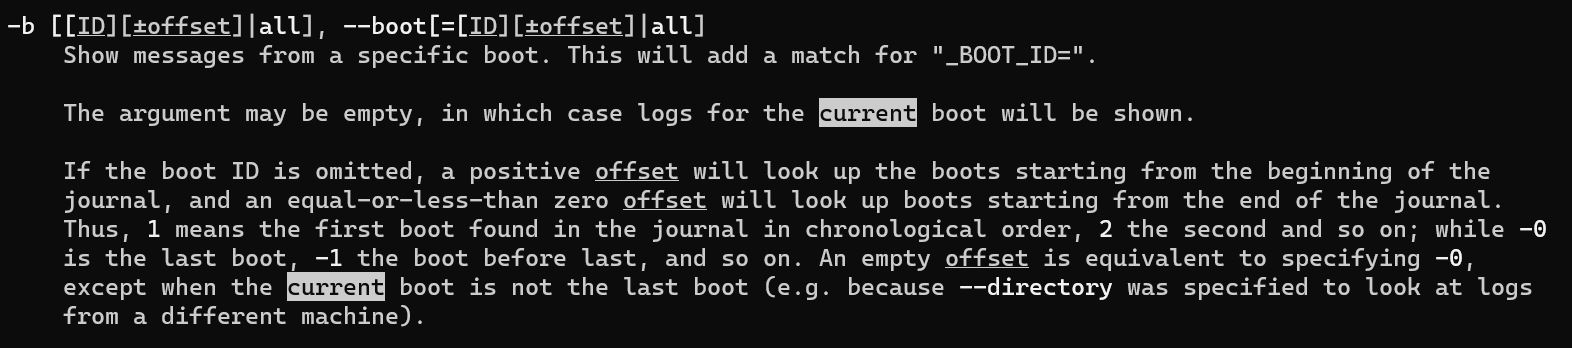 -b [[ID][±offset]|all], --boot[=[ID][±offset]|all]
Show messages from a specific boot. This will add a match for "_BOOT_ID=".
The argument may be empty, in which case logs for the current boot will be shown.
If the boot ID is omitted, a positive offset will look up the boots starting from the beginning of the
journal, and an equal-or-less-than zero offset will look up boots starting from the end of the journal.
Thus, 1 means the first boot found in the journal in chronological order, 2 the second and so on; while -0
is the last boot, -1 the boot before last, and so on. An empty offset is equivalent to specifying -0,
except when the current boot is not the last boot (e.g. because --directory was specified to look at logs
from a different machine).